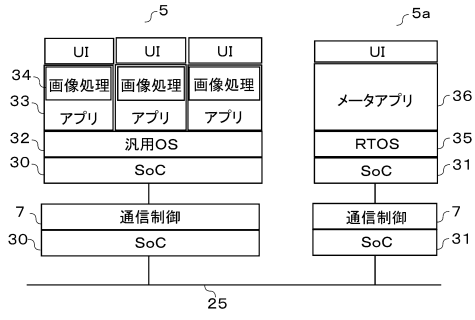 5
5a
UI UI UI
UI
34 画像処理 画像処理 画像処理
33 アプリ アプリ アプリ
メータアプリ 36
32 汎用OS
RTOS 35
30 SoC
SoC 31
7 通信制御
通信制御 7
30 SoC
SoC 31
25